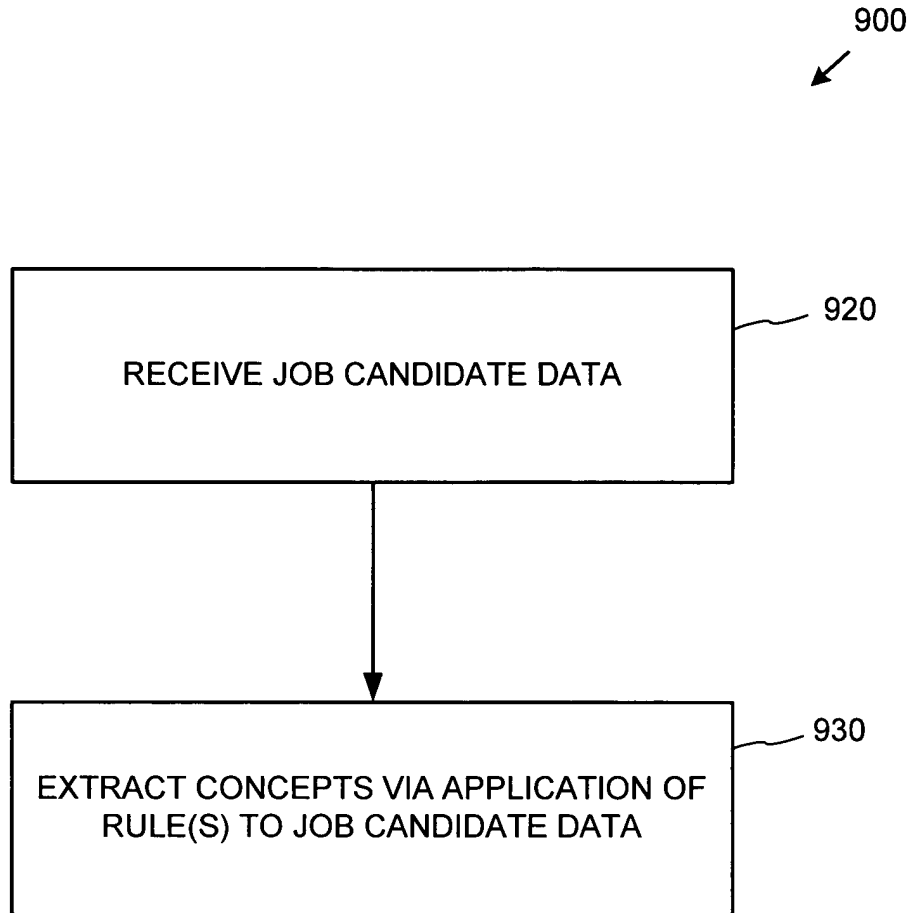 900
920
RECEIVE JOB CANDIDATE DATA
930
EXTRACT CONCEPTS VIA APPLICATION OF
RULE(S) TO JOB CANDIDATE DATA